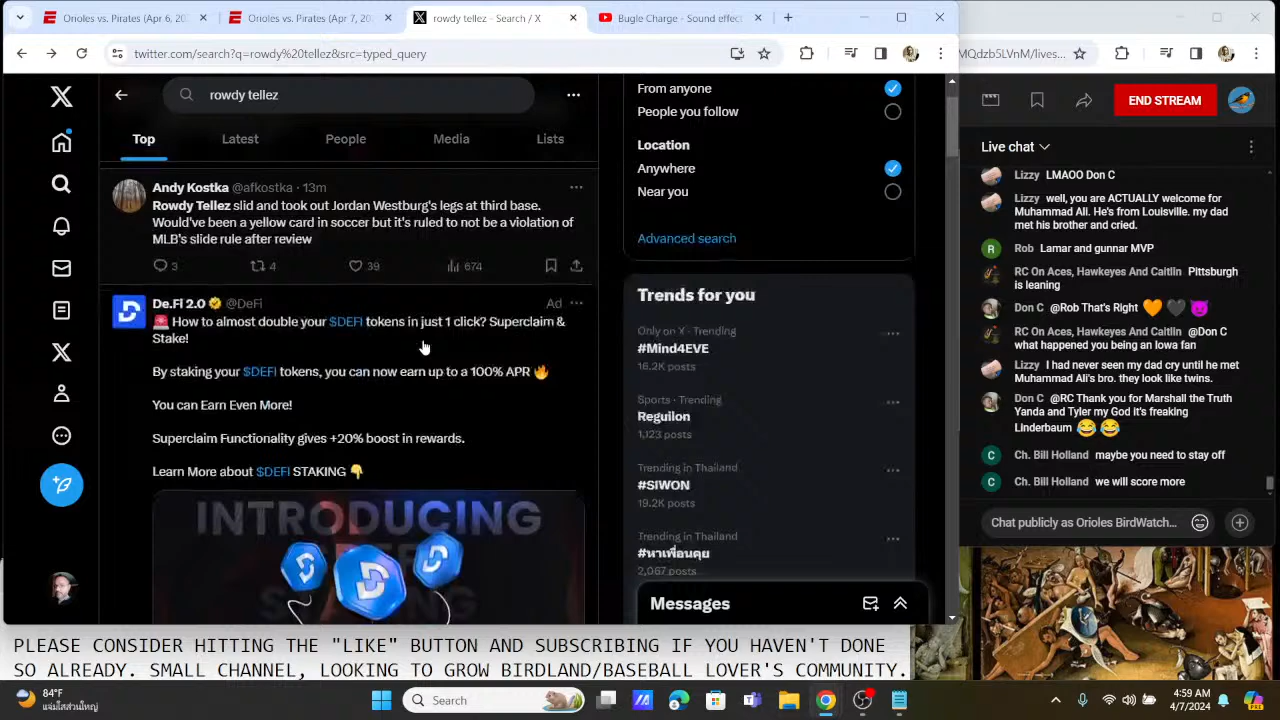 Orioles vs. Pirates (Apr 6, 20
Orioles vs. Pirates (Apr 7, 20
rowdy tellez - Search / X
Bugle Charge - Sound effect
twitter.com/search?q=rowdy%20tellez&src=typed_query
MQdzb5LVnM/lives...
rowdy tellez
Top
Latest
People
Media
Lists
Andy Kostka @afkostka · 13m
Rowdy Tellez slid and took out Jordan Westburg's legs at third base.
Would've been a yellow card in soccer but it's ruled to not be a violation of
MLB's slide rule after review
3
4
39
674
De.Fi 2.0 @DeFi
Ad
🚨 How to almost double your $DEFI tokens in just 1 click? Superclaim &
Stake!
By staking your $DEFI tokens, you can now earn up to a 100% APR 🔥
You can Earn Even More!
Superclaim Functionality gives +20% boost in rewards.
Learn More about $DEFI STAKING 👇
INTRODUCING
From anyone
People you follow
Location
Anywhere
Near you
Advanced search
Trends for you
Only on X · Trending
#Mind4EVE
16.2K posts
Sports · Trending
Reguilon
1,123 posts
Trending in Thailand
#SIWON
19.2K posts
Trending in Thailand
#หาเพื่อนคุย
2,067 posts
Messages
END STREAM
Live chat
Lizzy LMAOO Don C
Lizzy well, you are ACTUALLY welcome for
Muhammad Ali. He's from Louisville. my dad
met his brother and cried.
R
Rob Lamar and gunnar MVP
RC On Aces, Hawkeyes And Caitlin Pittsburgh
is leaning
Don C @Rob That's Right 🧡 🖤 😈
RC On Aces, Hawkeyes And Caitlin @Don C
what happened you being an Iowa fan
Lizzy I had never seen my dad cry until he met
Muhammad Ali's bro. they look like twins.
Don C @RC Thank you for Marshall the Truth
Yanda and Tyler my God it's freaking
Linderbaum 😂 😂
C
Ch. Bill Holland maybe you need to stay off
C
Ch. Bill Holland we will score more
Chat publicly as Orioles BirdWatch...
PLEASE CONSIDER HITTING THE "LIKE" BUTTON AND SUBSCRIBING IF YOU HAVEN'T DONE
SO ALREADY. SMALL CHANNEL, LOOKING TO GROW BIRDLAND/BASEBALL LOVER'S COMMUNITY.
84°F
Search
4:59 AM
4/7/2024